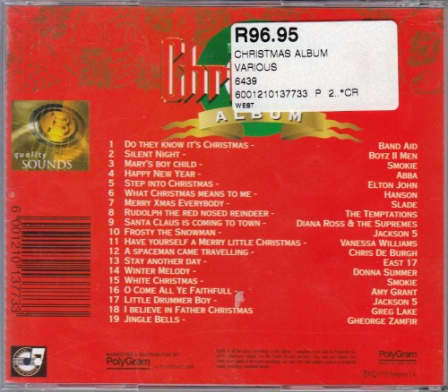 R96.95
CHRISTMAS ALBUM
VARIOUS
6439
6001210137733 P 2.*CR
WEST
ALBUM
quality
SOUNDS
1 DO THEY KNOW IT'S CHRISTMAS - BAND AID
2 SILENT NIGHT - BOYZ II MEN
3 MARY'S BOY CHILD - SMOKIE
4 HAPPY NEW YEAR - ABBA
5 STEP INTO CHRISTMAS - ELTON JOHN
6 WHAT CHRISTMAS MEANS TO ME - HANSON
7 MERRY XMAS EVERYBODY - SLADE
8 RUDOLPH THE RED NOSED REINDEER - THE TEMPTATIONS
9 SANTA CLAUS IS COMING TO TOWN - DIANA ROSS & THE SUPREMES
10 FROSTY THE SNOWMAN - JACKSON 5
11 HAVE YOURSELF A MERRY LITTLE CHRISTMAS - VANESSA WILLIAMS
12 A SPACEMAN CAME TRAVELLING - CHRIS DE BURGH
13 STAY ANOTHER DAY - EAST 17
14 WINTER MELODY - DONNA SUMMER
15 WHITE CHRISTMAS - SMOKIE
16 O COME ALL YE FAITHFULL - AMY GRANT
17 LITTLE DRUMMER BOY - JACKSON 5
18 I BELIEVE IN FATHER CHRISTMAS GREG LAKE
19 JINGLE BELLS - GHEORGE ZAMFIR
6001210137733
MARKETED & DISTRIBUTED BY
PolyGram
PolyGram